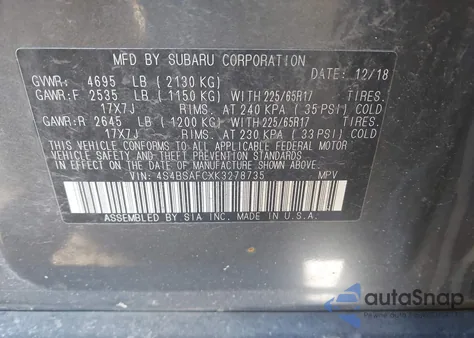 MFD BY SUBARU CORPORATION
GVWR: 4695 LB (2130 KG) DATE: 12/18
GAWR:F 2535 LB (1150 KG) WITH 225/65R17 TIRES.
17X7J RIMS. AT 240 KPA (35 PSI) COLD
GAWR:R 2645 LB (1200 KG) WITH 225/65R17 TIRES.
17X7J RIMS. AT 230 KPA (33 PSI) COLD
THIS VEHICLE CONFORMS TO ALL APPLICABLE FEDERAL MOTOR
VEHICLE SAFETY, BUMPER, AND THEFT PREVENTION STANDARDS
IN EFFECT ON THE DATE OF MANUFACTURE SHOWN ABOVE.
VIN: 4S4BSAFCXK3278735 MPV
ASSEMBLED BY SIA INC. MADE IN U.S.A.
autoSnap